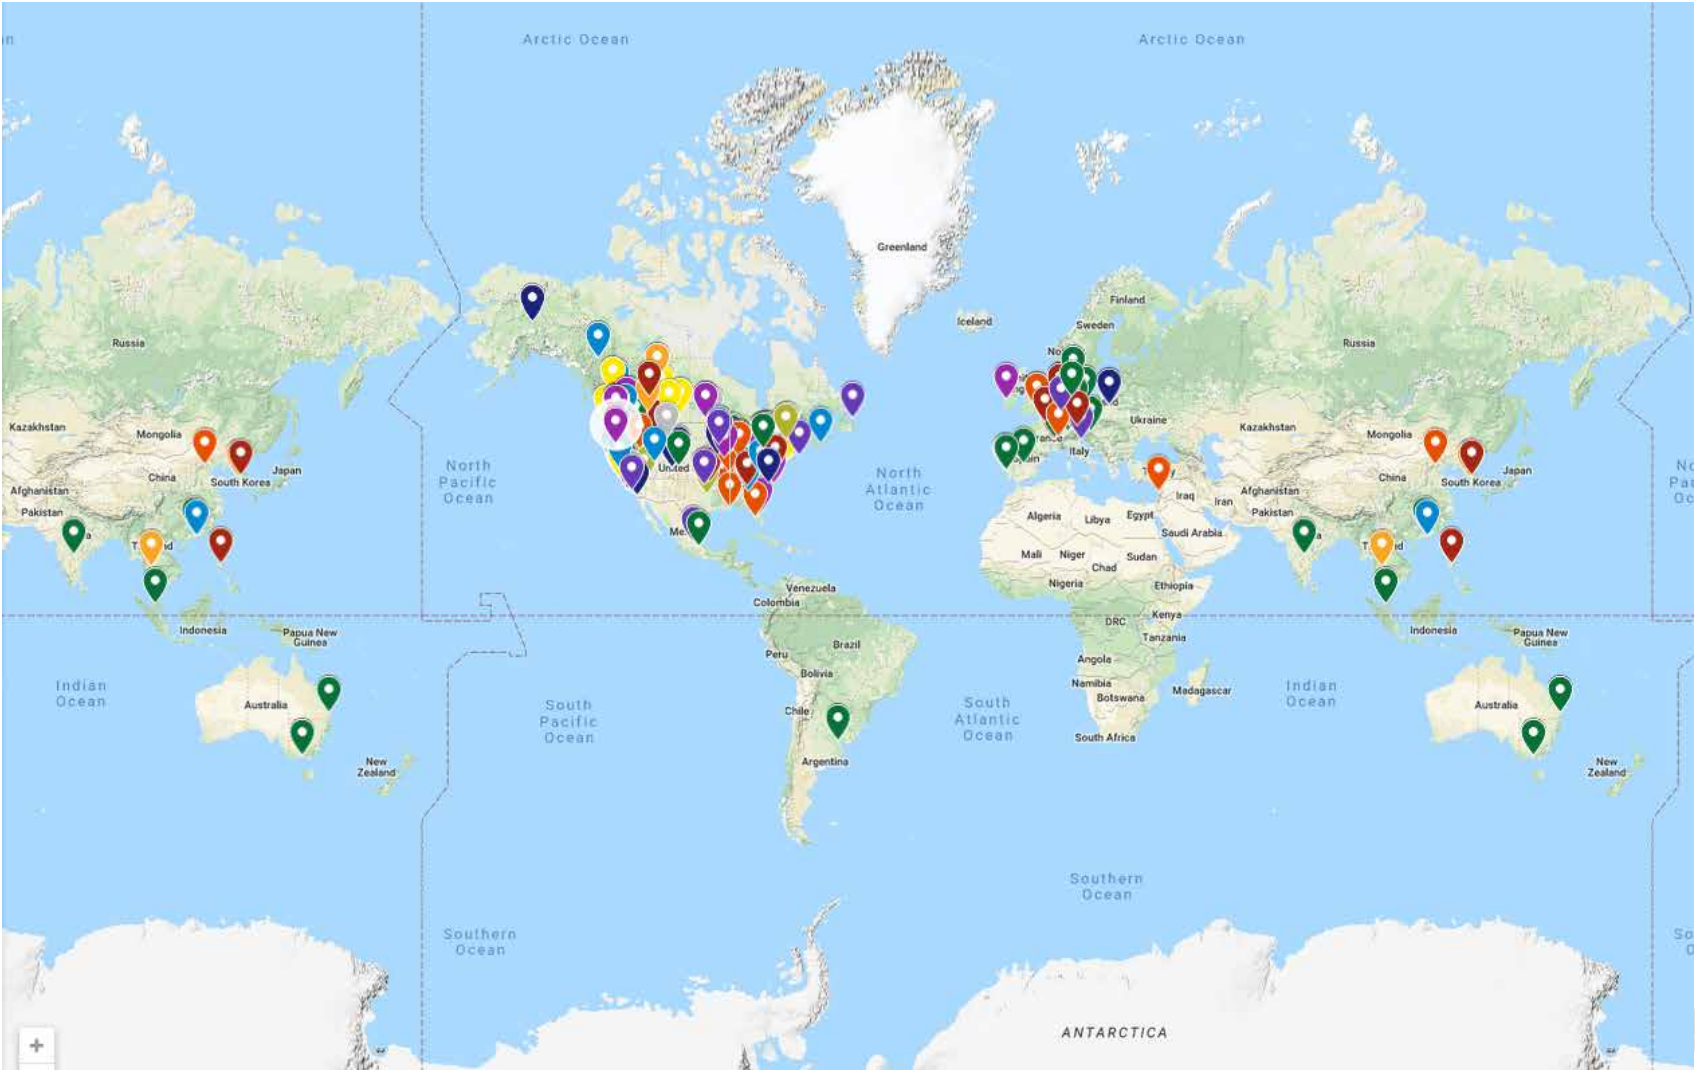 Arctic Ocean
Arctic Ocean
Greenland
Finland
Iceland
Sweden
Russia
Russia
Kazakhstan
Mongolia
Ukraine
Kazakhstan
Mongolia
Italy
China
Japan
South Korea
North
Pacific
Ocean
United
North
Atlantic
Ocean
Afghanistan
Pakistan
Iraq
Iran
Afghanistan
Pakistan
China
Japan
South Korea
Algeria
Libya
Egypt
Saudi Arabia
Mali
Niger
Chad
Sudan
Nigeria
Ethiopia
Venezuela
Colombia
DRC
Kenya
Tanzania
Indonesia
Papua New
Guinea
Peru
Brazil
Bolivia
Angola
Namibia
Botswana
Madagascar
Indonesia
Papua New
Guinea
Indian
Ocean
Australia
South
Pacific
Ocean
Chile
South
Atlantic
Ocean
Indian
Ocean
Australia
South Africa
New
Zealand
Argentina
New
Zealand
Southern
Ocean
Southern
Ocean
ANTARCTICA
+